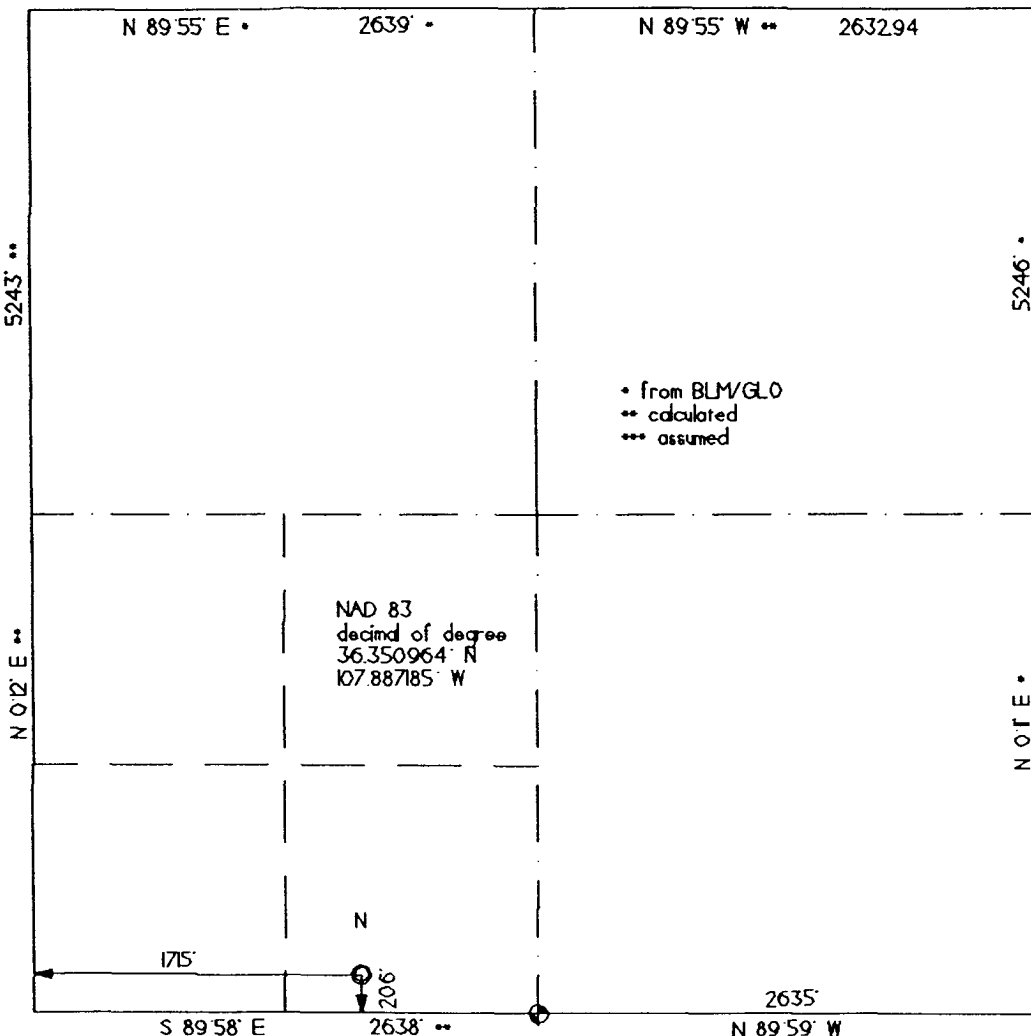 N 89°55' E * 2639' * N 89°55' W ** 2632.94
5243' **
5246' *
* from BLM/GLO
** calculated
*** assumed
NAD 83
decimal of degree
36.350964° N
107.887185° W
N 0°12' E **
N 0°1' E *
N
1715'
206'
2635'
S 89°58' E 2638' ** N 89°59' W